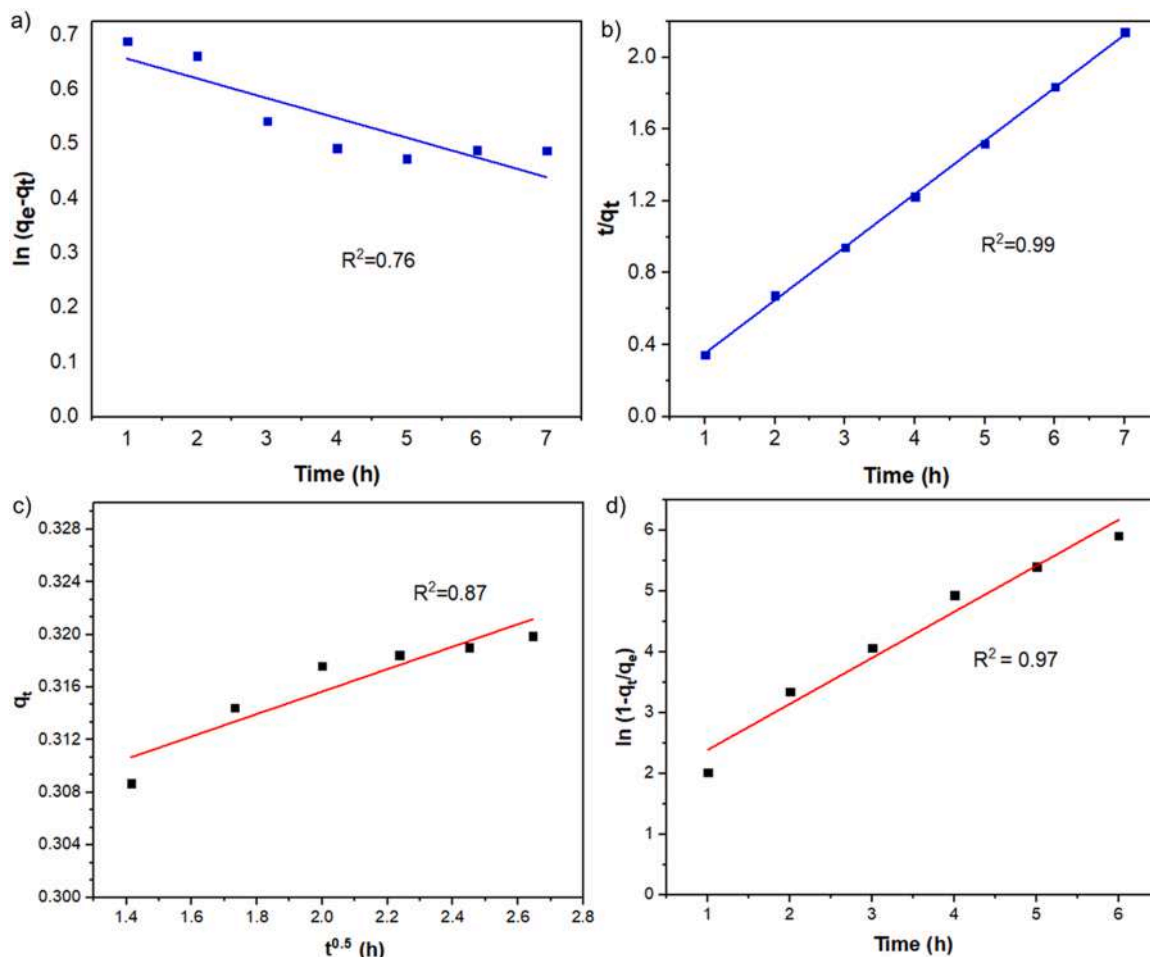 a)
0.7
0.6
0.5
0.4
0.3
0.2
0.1
0.0
ln (qe-qt)
R2=0.76
1 2 3 4 5 6 7
Time (h)
b)
2.0
1.6
1.2
0.8
0.4
0.0
t/qt
R2=0.99
1 2 3 4 5 6 7
Time (h)
c)
0.328
0.324
0.320
0.316
0.312
0.308
0.304
0.300
qt
R2=0.87
1.4 1.6 1.8 2.0 2.2 2.4 2.6 2.8
t0.5 (h)
d)
6
5
4
3
2
1
0
ln (1-qt/qe)
R2 = 0.97
1 2 3 4 5 6
Time (h)